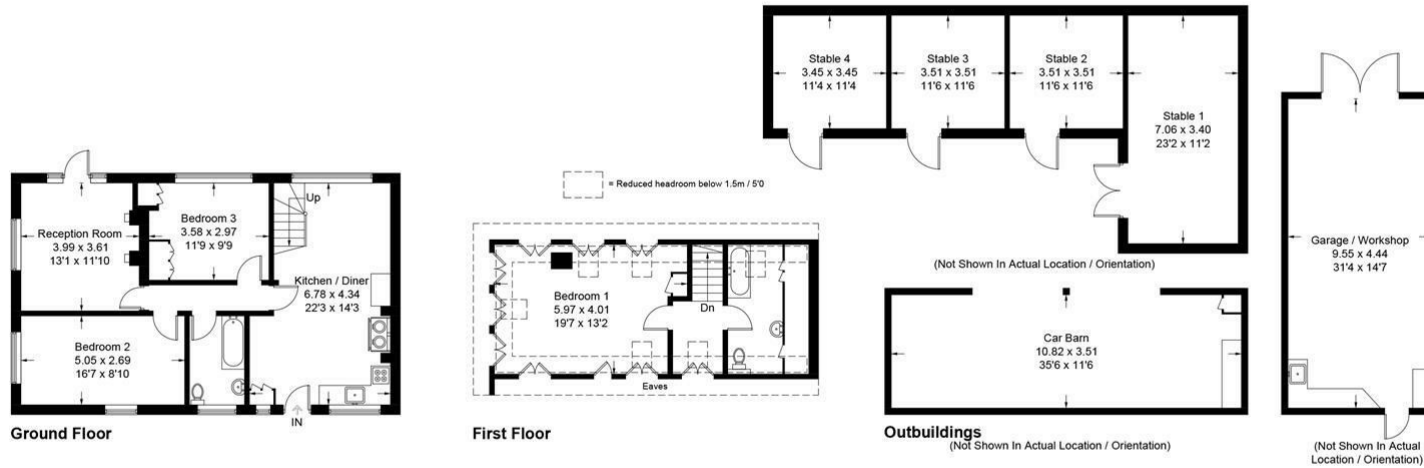 Reception Room
3.99 x 3.61
13'1 x 11'10
Bedroom 3
3.58 x 2.97
11'9 x 9'9
Up
Kitchen / Diner
6.78 x 4.34
22'3 x 14'3
Bedroom 2
5.05 x 2.69
16'7 x 8'10
IN
Ground Floor
= Reduced headroom below 1.5m / 5'0
Bedroom 1
5.97 x 4.01
19'7 x 13'2
Dn
Eaves
First Floor
Stable 4
3.45 x 3.45
11'4 x 11'4
Stable 3
3.51 x 3.51
11'6 x 11'6
Stable 2
3.51 x 3.51
11'6 x 11'6
Stable 1
7.06 x 3.40
23'2 x 11'2
(Not Shown In Actual Location / Orientation)
Car Barn
10.82 x 3.51
35'6 x 11'6
Outbuildings
(Not Shown In Actual Location / Orientation)
Garage / Workshop
9.55 x 4.44
31'4 x 14'7
(Not Shown In Actual
Location / Orientation)